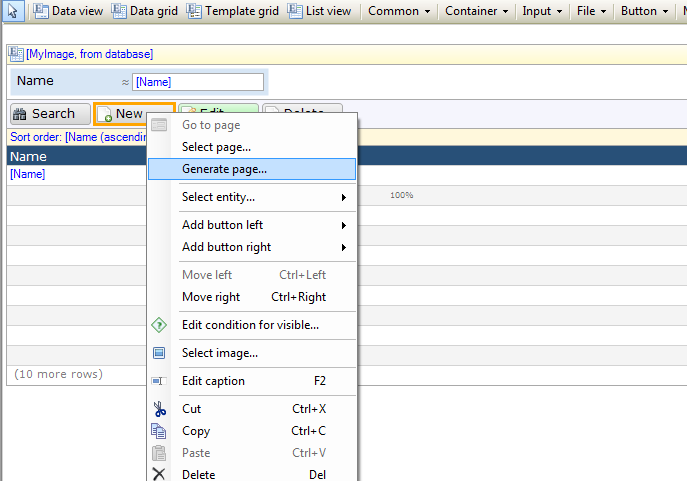 Data view Data grid Template grid List view Common Container Input File Button
[MyImage, from database]
Name ≈ [Name]
Search New Edit Delete
Sort order: [Name (ascendin
Name
[Name]
100%
(10 more rows)
Go to page
Select page...
Generate page...
Select entity...
Add button left
Add button right
Move left Ctrl+Left
Move right Ctrl+Right
Edit condition for visible...
Select image...
Edit caption F2
Cut Ctrl+X
Copy Ctrl+C
Paste Ctrl+V
Delete Del